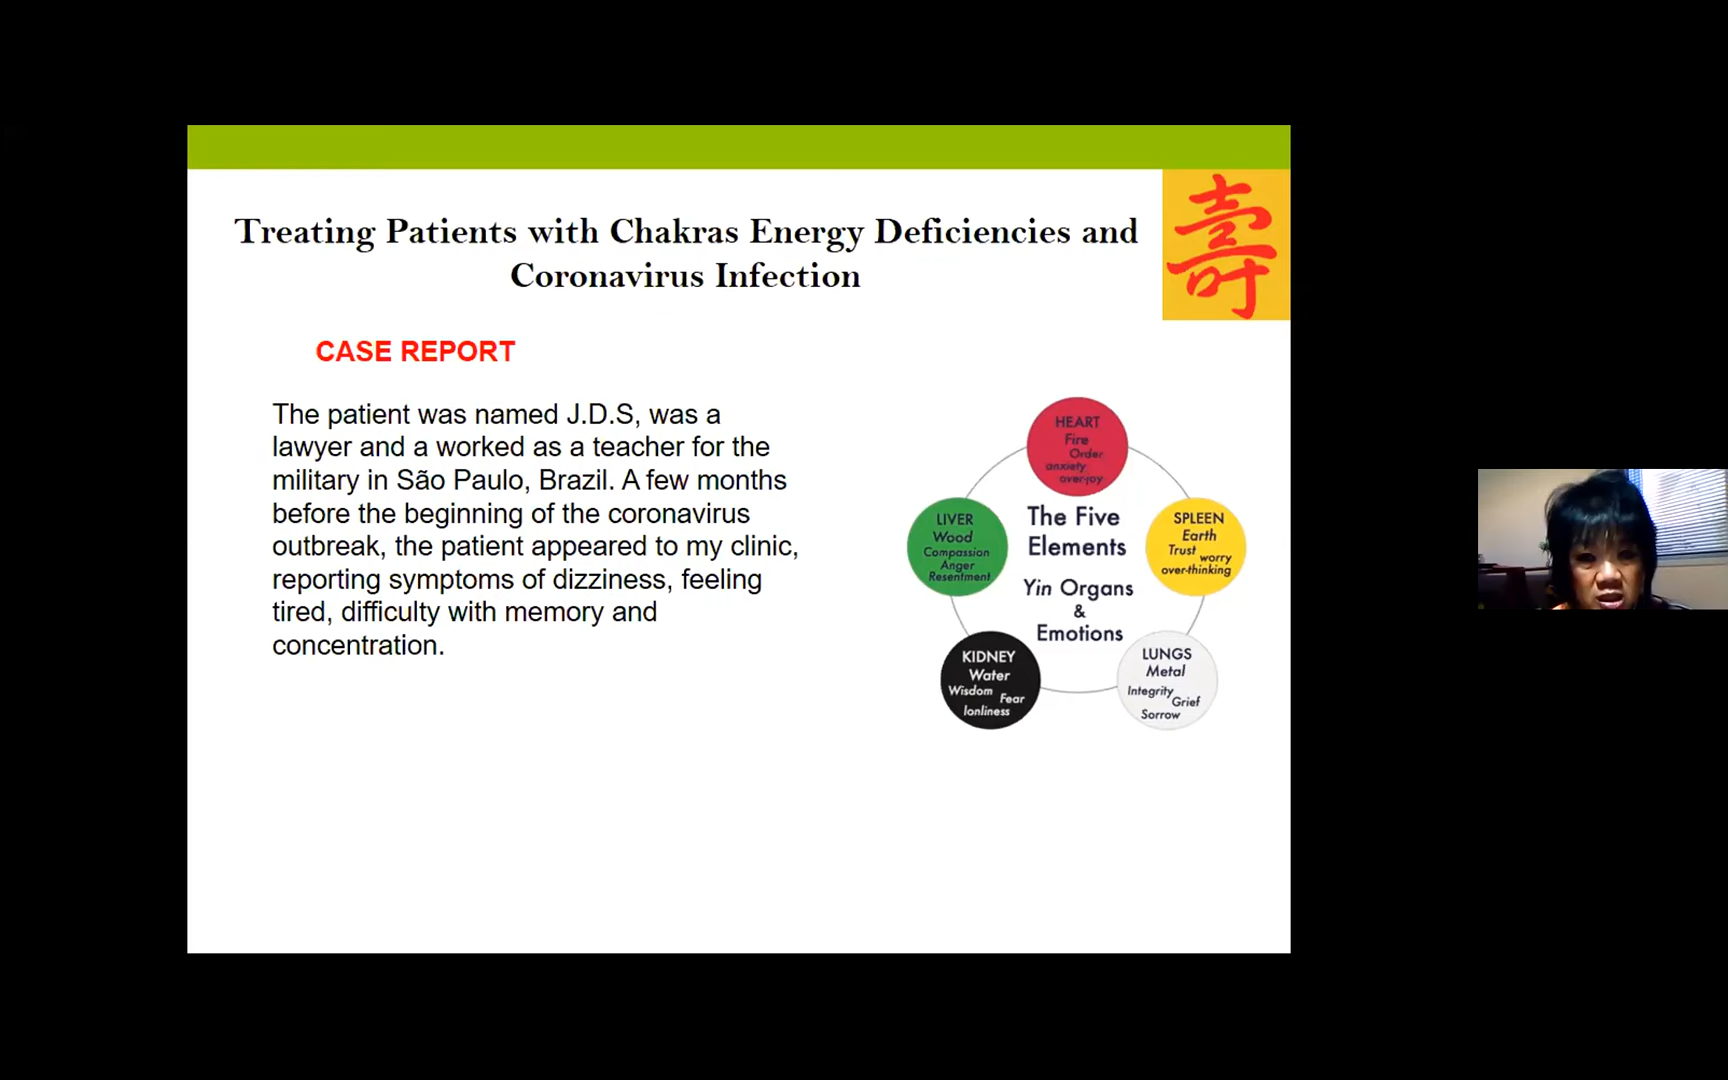 Treating Patients with Chakras Energy Deficiencies and
Coronavirus Infection
壽
CASE REPORT
The patient was named J.D.S, was a
lawyer and a worked as a teacher for the
military in São Paulo, Brazil. A few months
before the beginning of the coronavirus
outbreak, the patient appeared to my clinic,
reporting symptoms of dizziness, feeling
tired, difficulty with memory and
concentration.
HEART
Fire
Order
anxiety
over-joy
LIVER
Wood
Compassion
Anger
Resentment
The Five
Elements
Yin Organs
&
Emotions
SPLEEN
Earth
Trust worry
over-thinking
KIDNEY
Water
Wisdom Fear
lonliness
LUNGS
Metal
Integrity
Grief
Sorrow